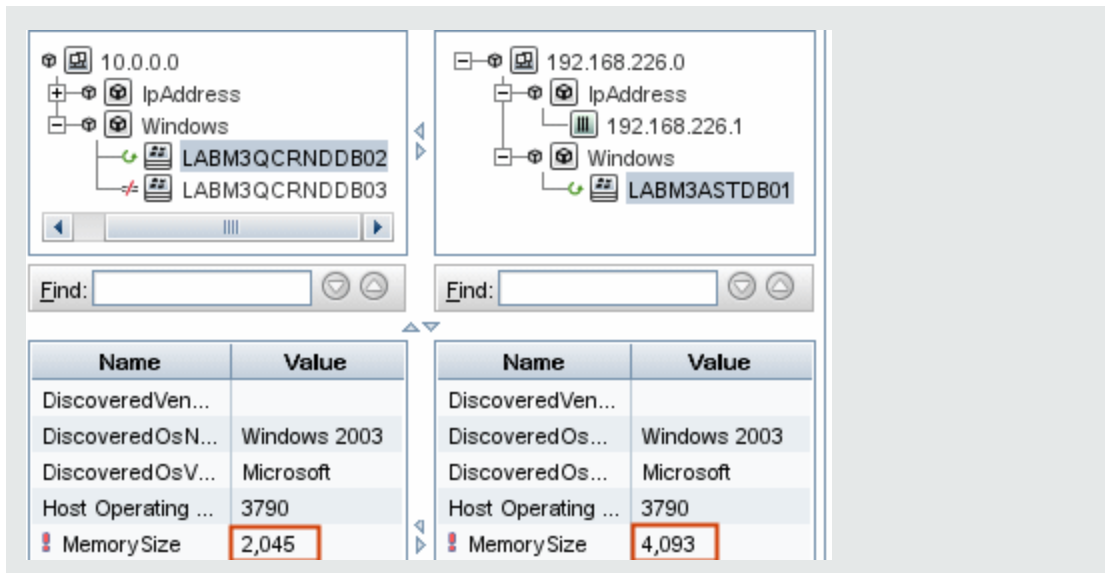 10.0.0.0
IpAddress
Windows
LABM3QCRNDDB02
LABM3QCRNDDB03
Find:
192.168.226.0
IpAddress
192.168.226.1
Windows
LABM3ASTDB01
Find:
Name Value
DiscoveredVen...
DiscoveredOsN... Windows 2003
DiscoveredOsV... Microsoft
Host Operating ... 3790
MemorySize 2,045
Name Value
DiscoveredVen...
DiscoveredOs... Windows 2003
DiscoveredOs... Microsoft
Host Operating ... 3790
MemorySize 4,093